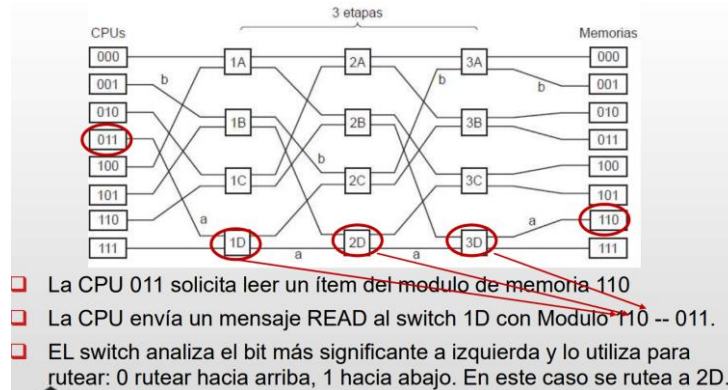 3 etapas
CPUs
Memorias
000
1A
2A
3A
000
001
b
b
b
001
010
1B
2B
3B
010
011
011
100
b
100
101
1C
2C
3C
101
110
a
a
110
111
1D
2D
3D
111
a
a
La CPU 011 solicita leer un ítem del modulo de memoria 110
La CPU envía un mensaje READ al switch 1D con Modulo 110 -- 011.
EL switch analiza el bit más significante a izquierda y lo utiliza para
rutear: 0 rutear hacia arriba, 1 hacia abajo. En este caso se rutea a 2D.